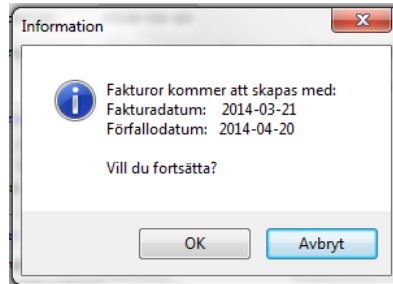 Information
Fakturor kommer att skapas med:
Fakturadatum: 2014-03-21
Förfallodatum: 2014-04-20
Vill du fortsätta?
OK
Avbryt